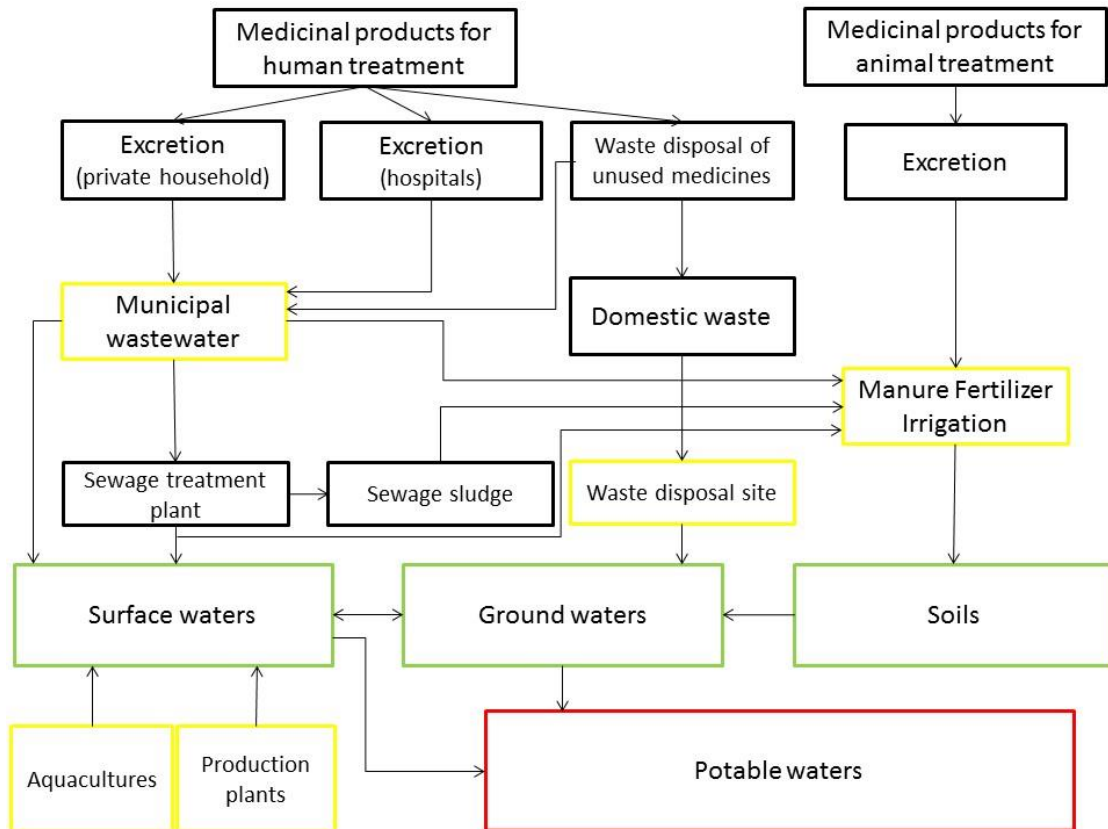 Medicinal products for
human treatment
Medicinal products for
animal treatment
Excretion
(private household)
Excretion
(hospitals)
Waste disposal of
unused medicines
Excretion
Municipal
wastewater
Domestic waste
Manure Fertilizer
Irrigation
Sewage treatment
plant
Sewage sludge
Waste disposal site
Surface waters
Ground waters
Soils
Aquacultures
Production
plants
Potable waters